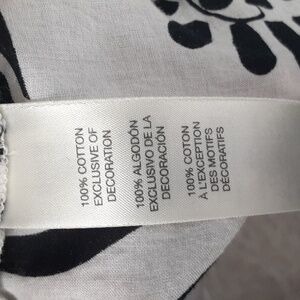 100% COTTON
EXCLUSIVE OF
DECORATION
100% ALGODÓN
EXCLUSIVO DE LA
DECORACIÓN
100% COTON
À L'EXCEPTION
DES MOTIFS
DÉCORATIFS